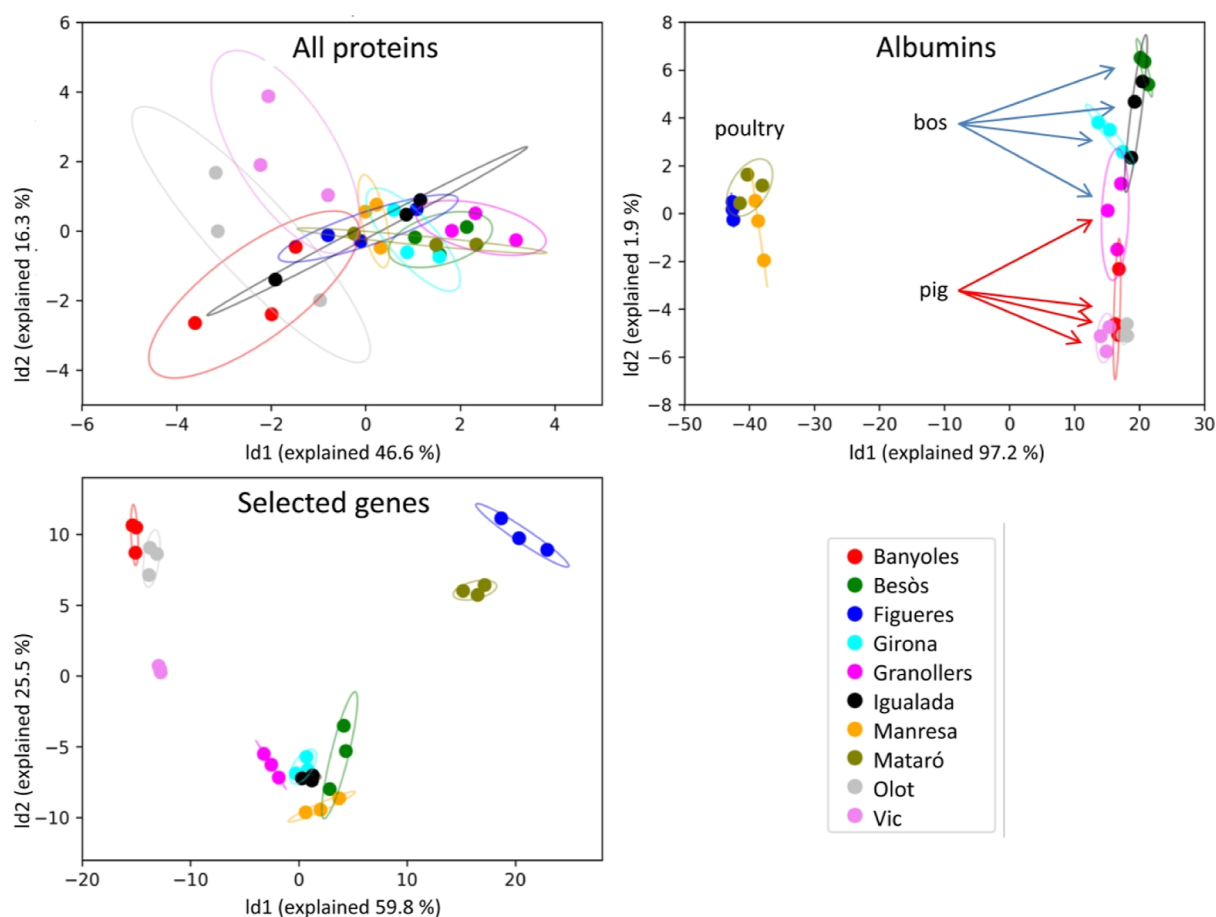 All proteins
6
4
2
0
−2
−4
ld2 (explained 16.3 %)
−6
−4
−2
0
2
4
ld1 (explained 46.6 %)
Albumins
poultry
bos
pig
8
6
4
2
0
−2
−4
−6
−8
ld2 (explained 1.9 %)
−50
−40
−30
−20
−10
0
10
20
30
ld1 (explained 97.2 %)
Selected genes
10
5
0
−5
−10
ld2 (explained 25.5 %)
−20
−10
0
10
20
ld1 (explained 59.8 %)
Banyoles
Besòs
Figueres
Girona
Granollers
Igualada
Manresa
Mataró
Olot
Vic